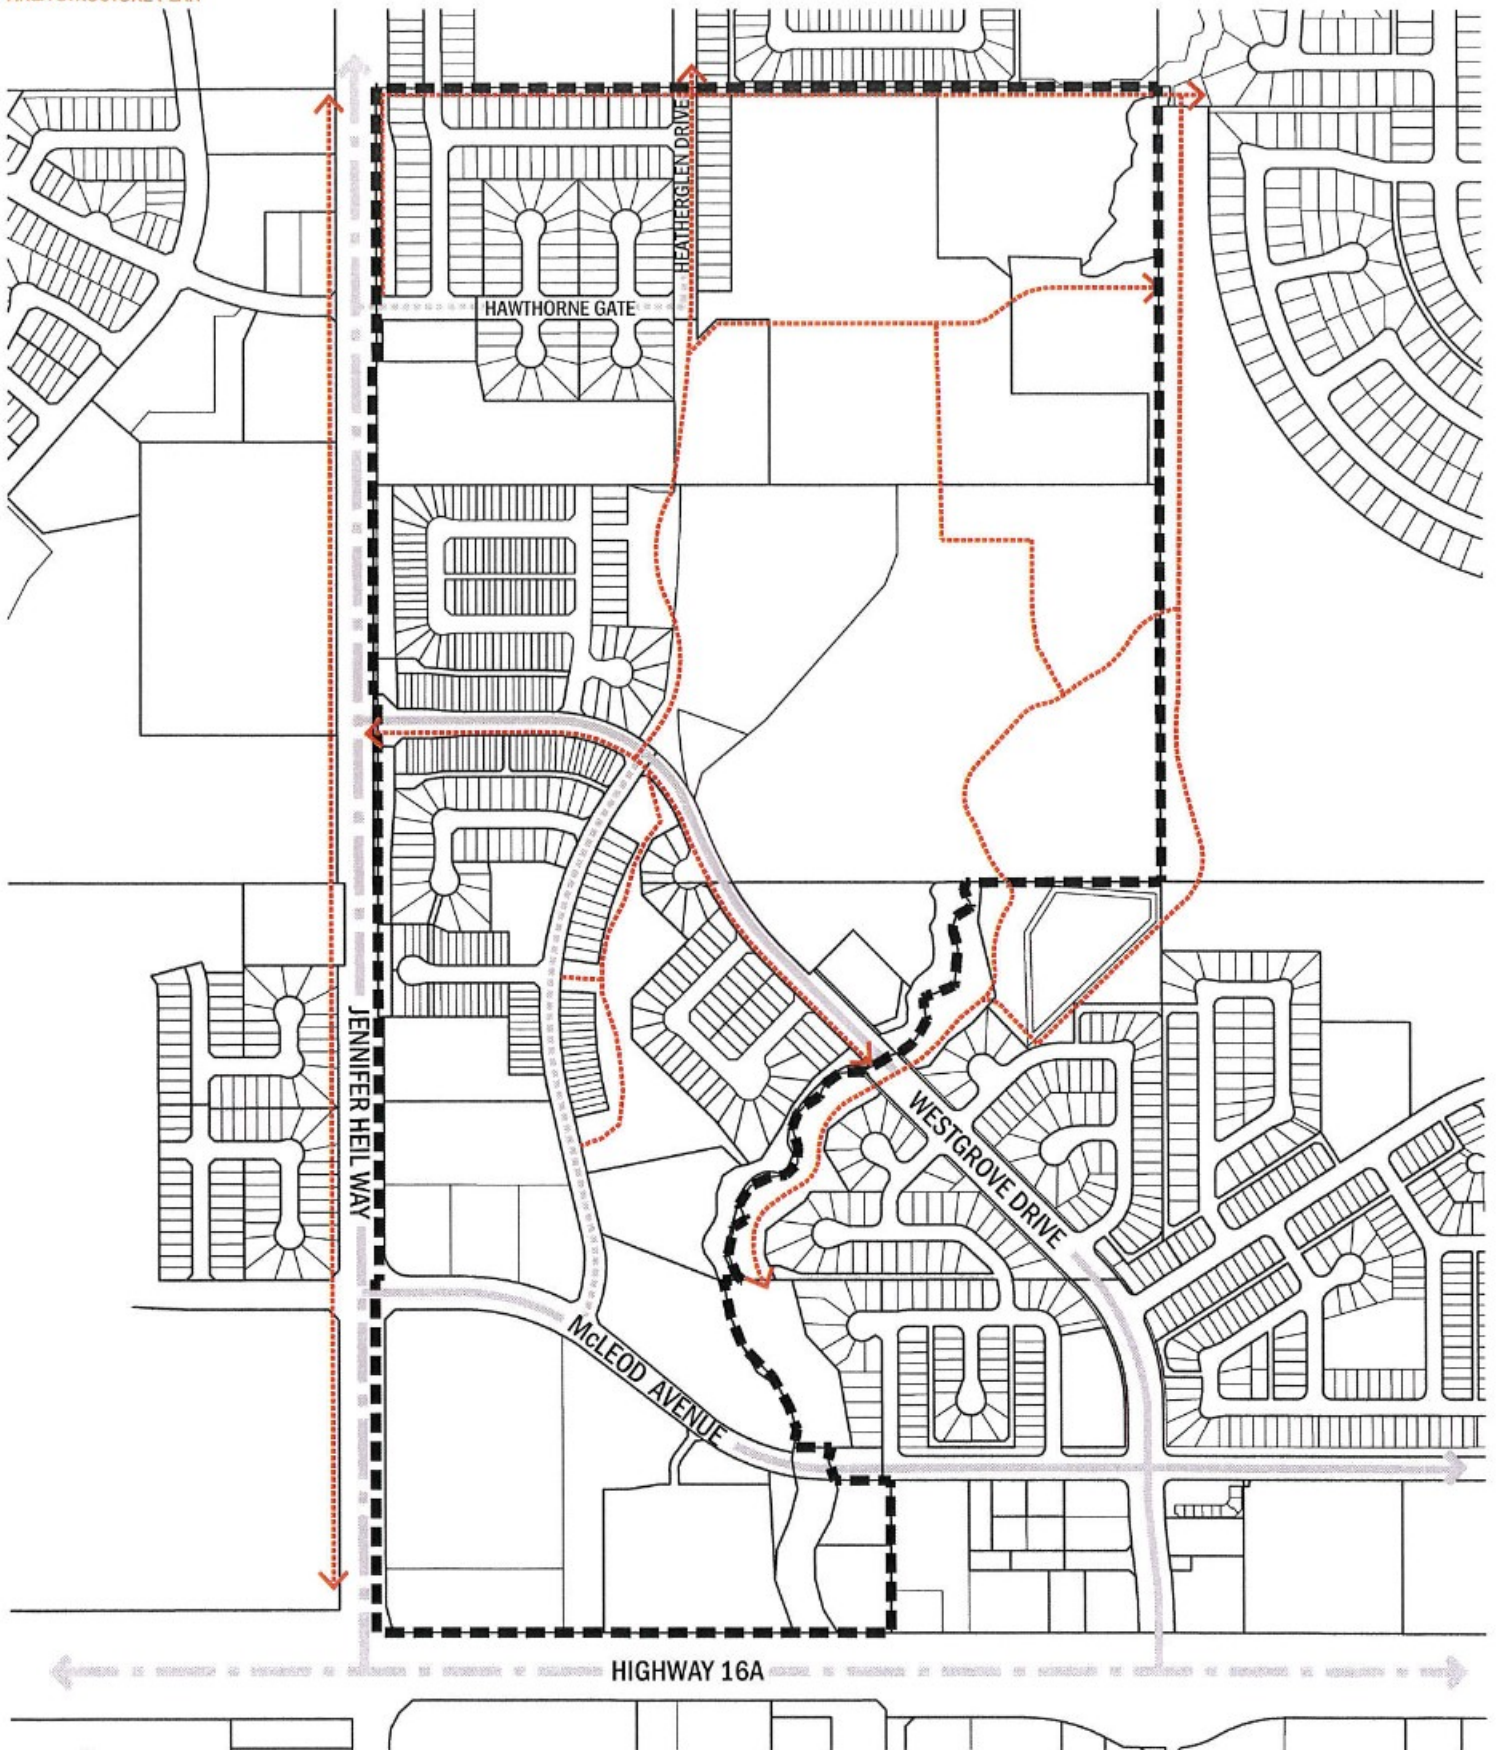 HEATHERGLEN DRIVE
HAWTHORNE GATE
JENNIFER HEIL WAY
WESTGROVE DRIVE
McLEOD AVENUE
HIGHWAY 16A